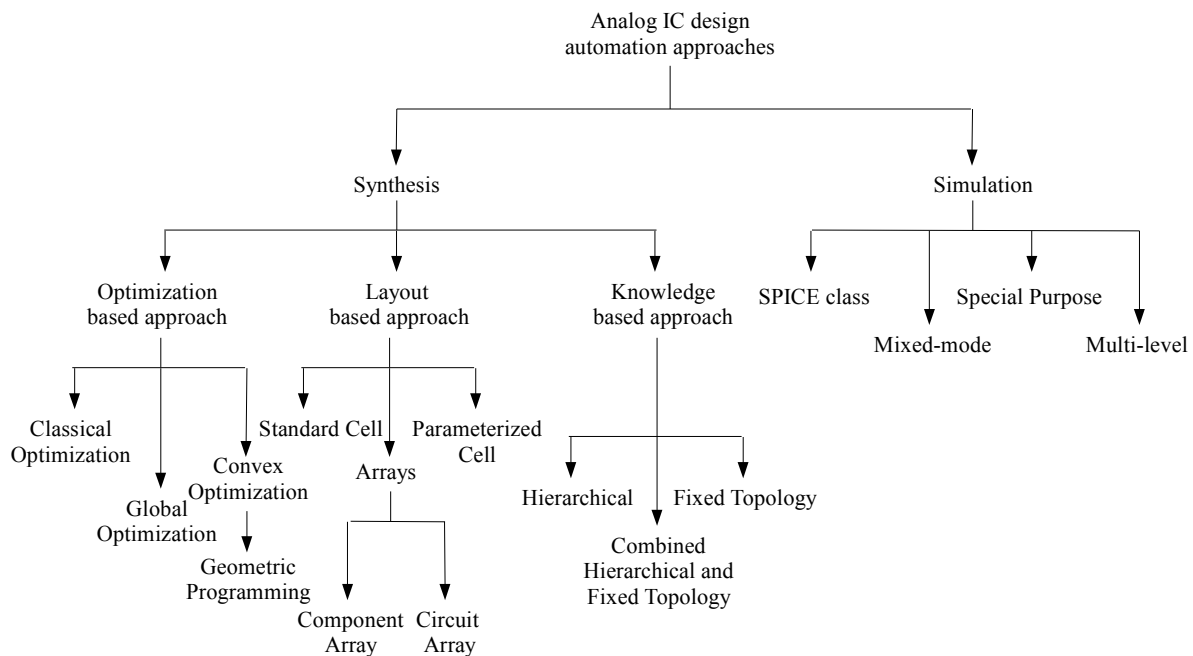 Analog IC design
automation approaches
Synthesis
Simulation
Optimization
based approach
Layout
based approach
Knowledge
based approach
SPICE class
Special Purpose
Mixed-mode
Multi-level
Classical
Optimization
Standard Cell
Parameterized
Cell
Convex
Optimization
Arrays
Global
Optimization
Hierarchical
Fixed Topology
Geometric
Programming
Combined
Hierarchical and
Fixed Topology
Component
Array
Circuit
Array